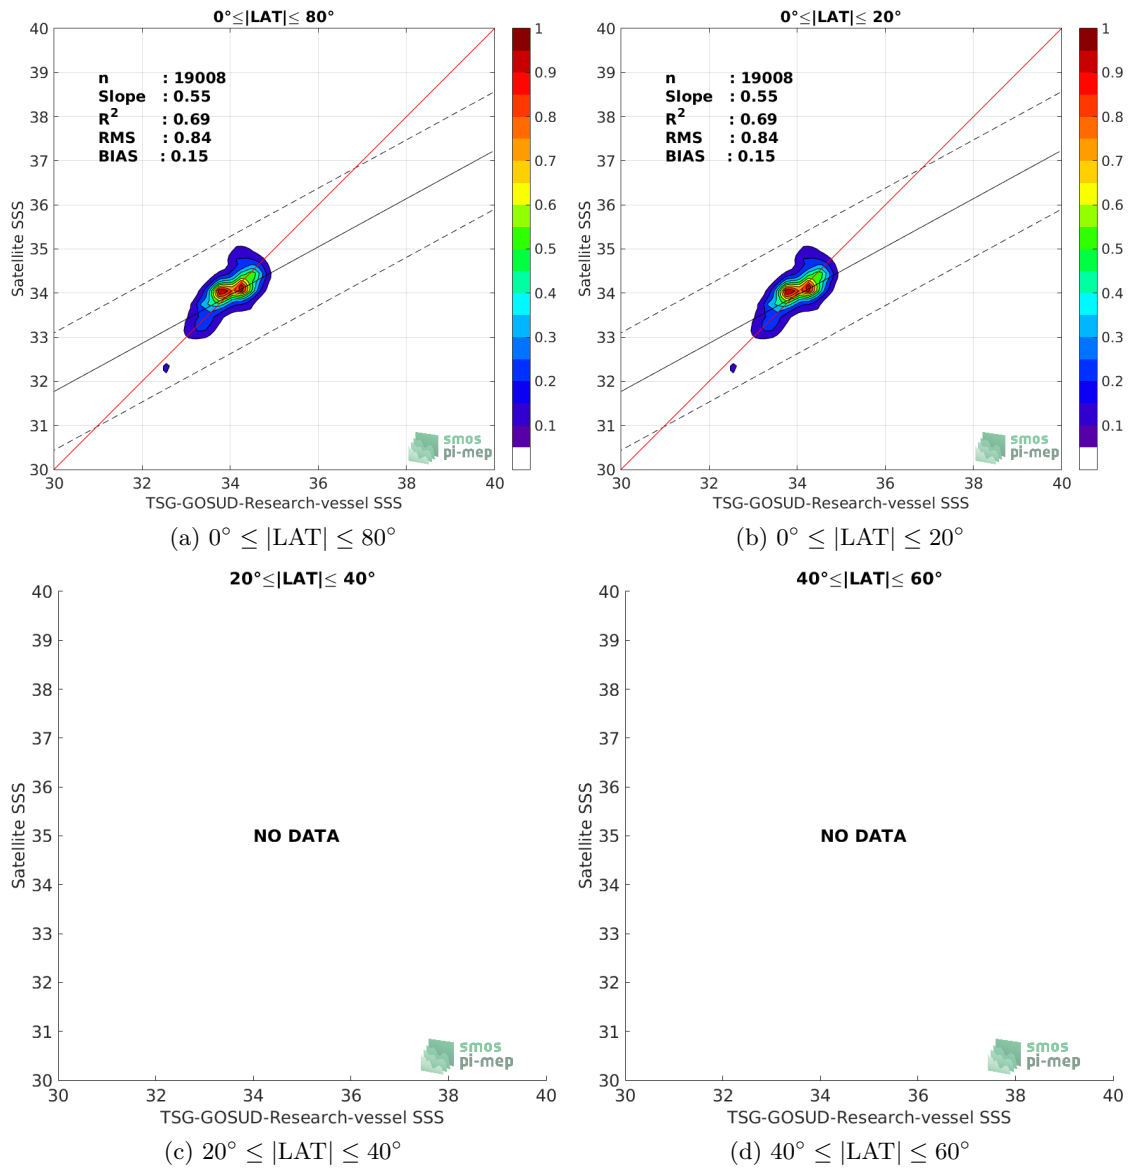 0°≤|LAT|≤ 80°
40
39
38
37
36
35
34
33
32
31
30
Satellite SSS
n : 19008
Slope : 0.55
R2 : 0.69
RMS : 0.84
BIAS : 0.15
1
0.9
0.8
0.7
0.6
0.5
0.4
0.3
0.2
0.1
smos
pi-mep
30 32 34 36 38 40
TSG-GOSUD-Research-vessel SSS
(a) 0° ≤ |LAT| ≤ 80°
0°≤|LAT|≤ 20°
40
39
38
37
36
35
34
33
32
31
30
Satellite SSS
n : 19008
Slope : 0.55
R2 : 0.69
RMS : 0.84
BIAS : 0.15
1
0.9
0.8
0.7
0.6
0.5
0.4
0.3
0.2
0.1
smos
pi-mep
30 32 34 36 38 40
TSG-GOSUD-Research-vessel SSS
(b) 0° ≤ |LAT| ≤ 20°
20°≤|LAT|≤ 40°
40
39
38
37
36
35
34
33
32
31
30
Satellite SSS
NO DATA
smos
pi-mep
30 32 34 36 38 40
TSG-GOSUD-Research-vessel SSS
(c) 20° ≤ |LAT| ≤ 40°
40°≤|LAT|≤ 60°
40
39
38
37
36
35
34
33
32
31
30
Satellite SSS
NO DATA
smos
pi-mep
30 32 34 36 38 40
TSG-GOSUD-Research-vessel SSS
(d) 40° ≤ |LAT| ≤ 60°